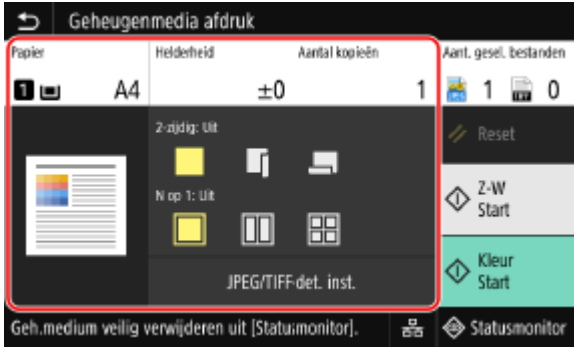 Geheugenmedia afdruk
Papier
Helderheid
Aantal kopieën
Aant. gesel. bestanden
1
A4
±0
1
1
0
2-zijdig: Uit
Reset
N op 1: Uit
Z-W
Start
Kleur
Start
JPEG/TIFF-det. inst.
Geh.medium veilig verwijderen uit [Statusmonitor].
Statusmonitor